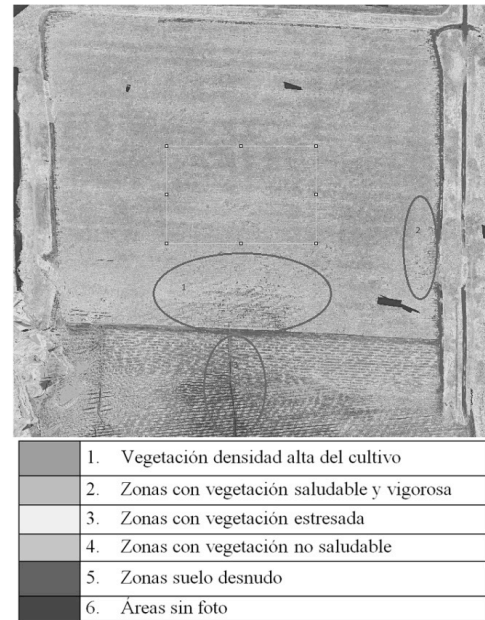 2
1
1. Vegetación densidad alta del cultivo
2. Zonas con vegetación saludable y vigorosa
3. Zonas con vegetación estresada
4. Zonas con vegetación no saludable
5. Zonas suelo desnudo
6. Áreas sin foto